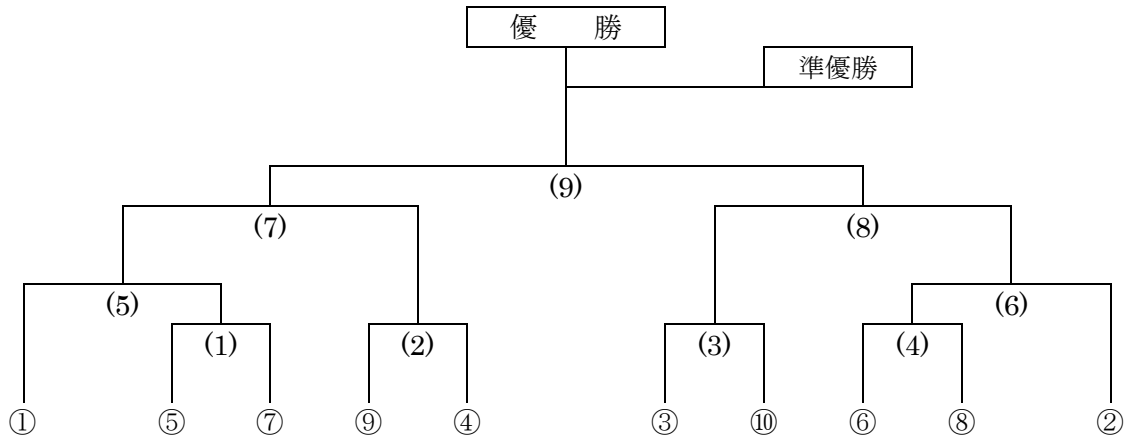 優　勝
準優勝
(9)
(7) (8)
(5) (6)
(1) (2) (3) (4)
① ⑤ ⑦ ⑨ ④ ③ ⑩ ⑥ ⑧ ②